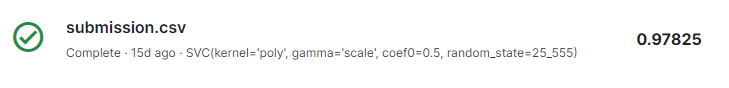 submission.csv
Complete · 15d ago · SVC(kernel='poly', gamma='scale', coef0=0.5, random_state=25_555)
0.97825